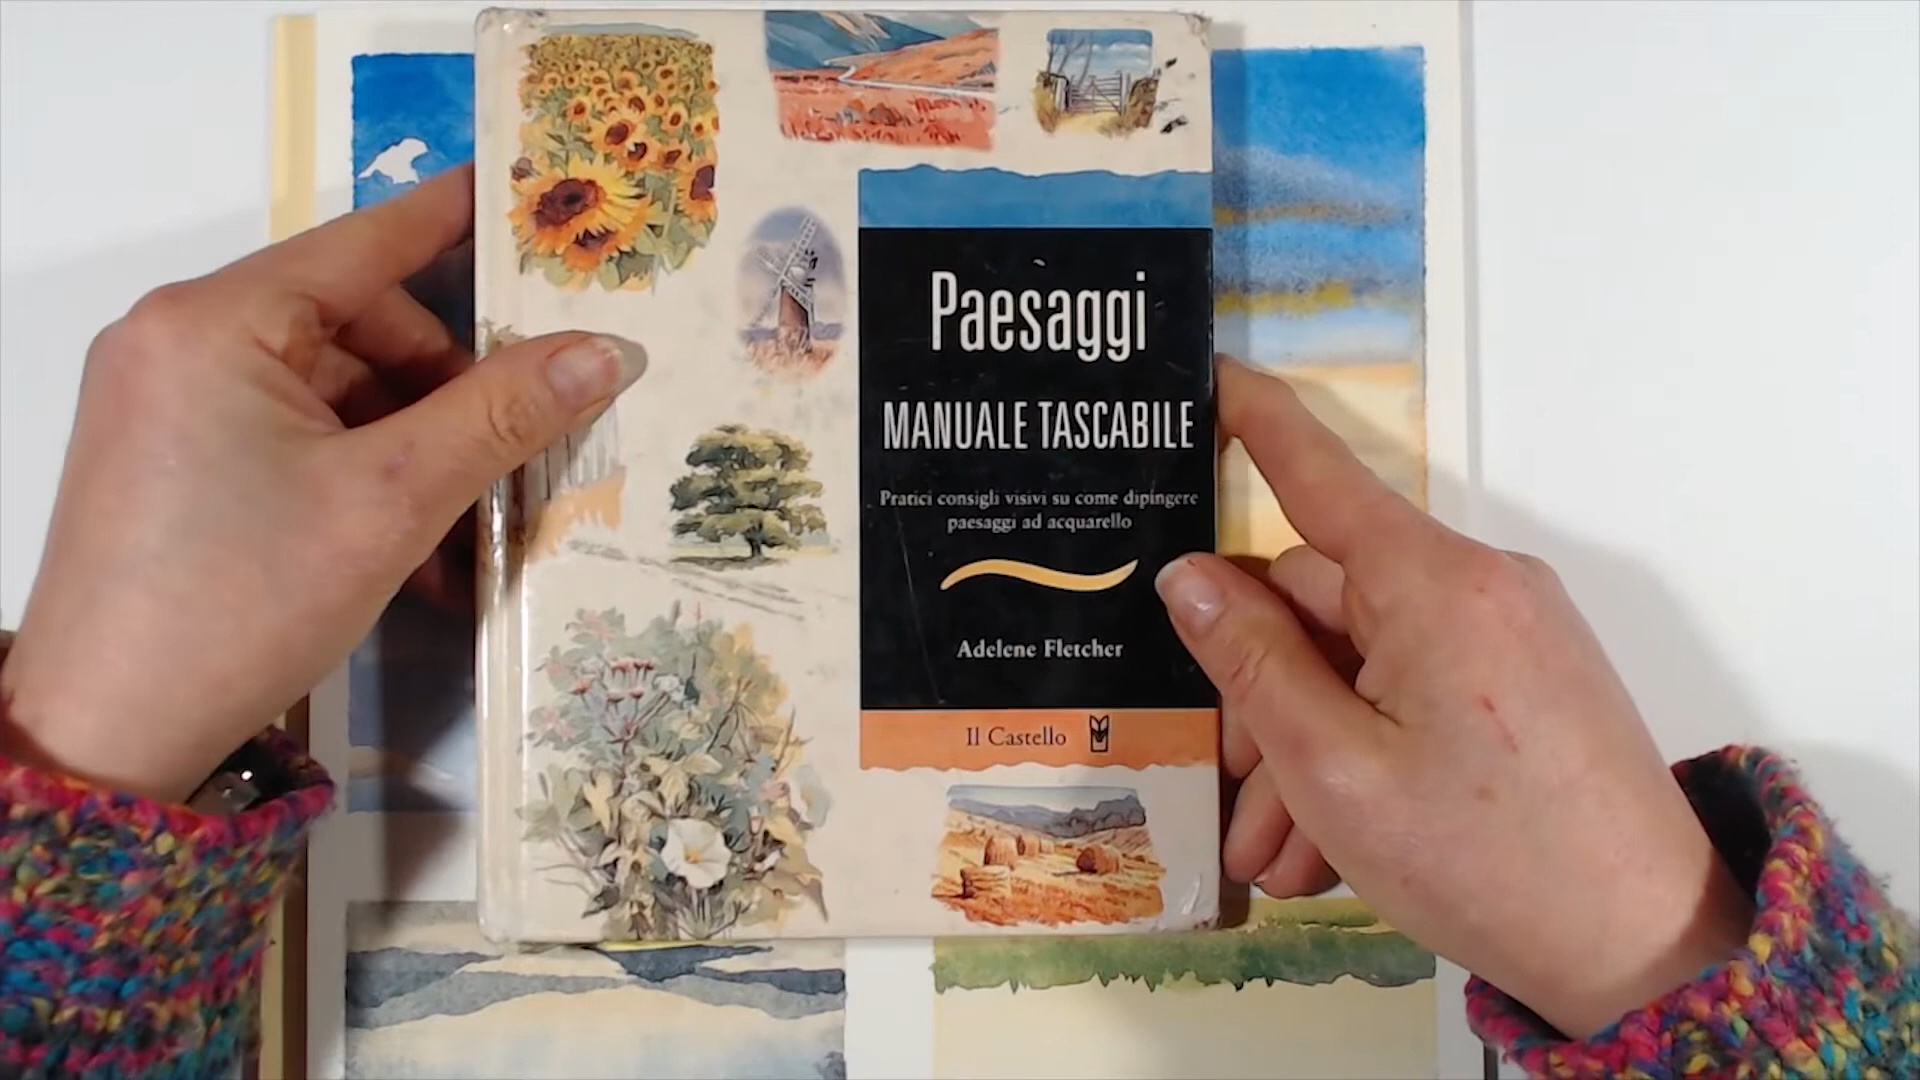 Paesaggi
MANUALE TASCABILE
Pratici consigli visivi su come dipingere
paesaggi ad acquarello
Adelene Fletcher
Il Castello